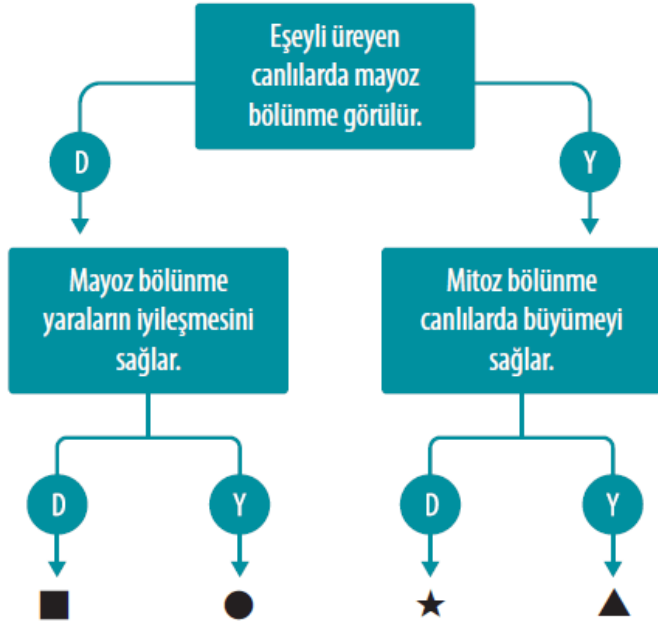 Eşeyli üreyen
canlılarda mayoz
bölünme görülür.
D
Y
Mayoz bölünme
yaraların iyileşmesini
sağlar.
Mitoz bölünme
canlılarda büyümeyi
sağlar.
D
Y
D
Y